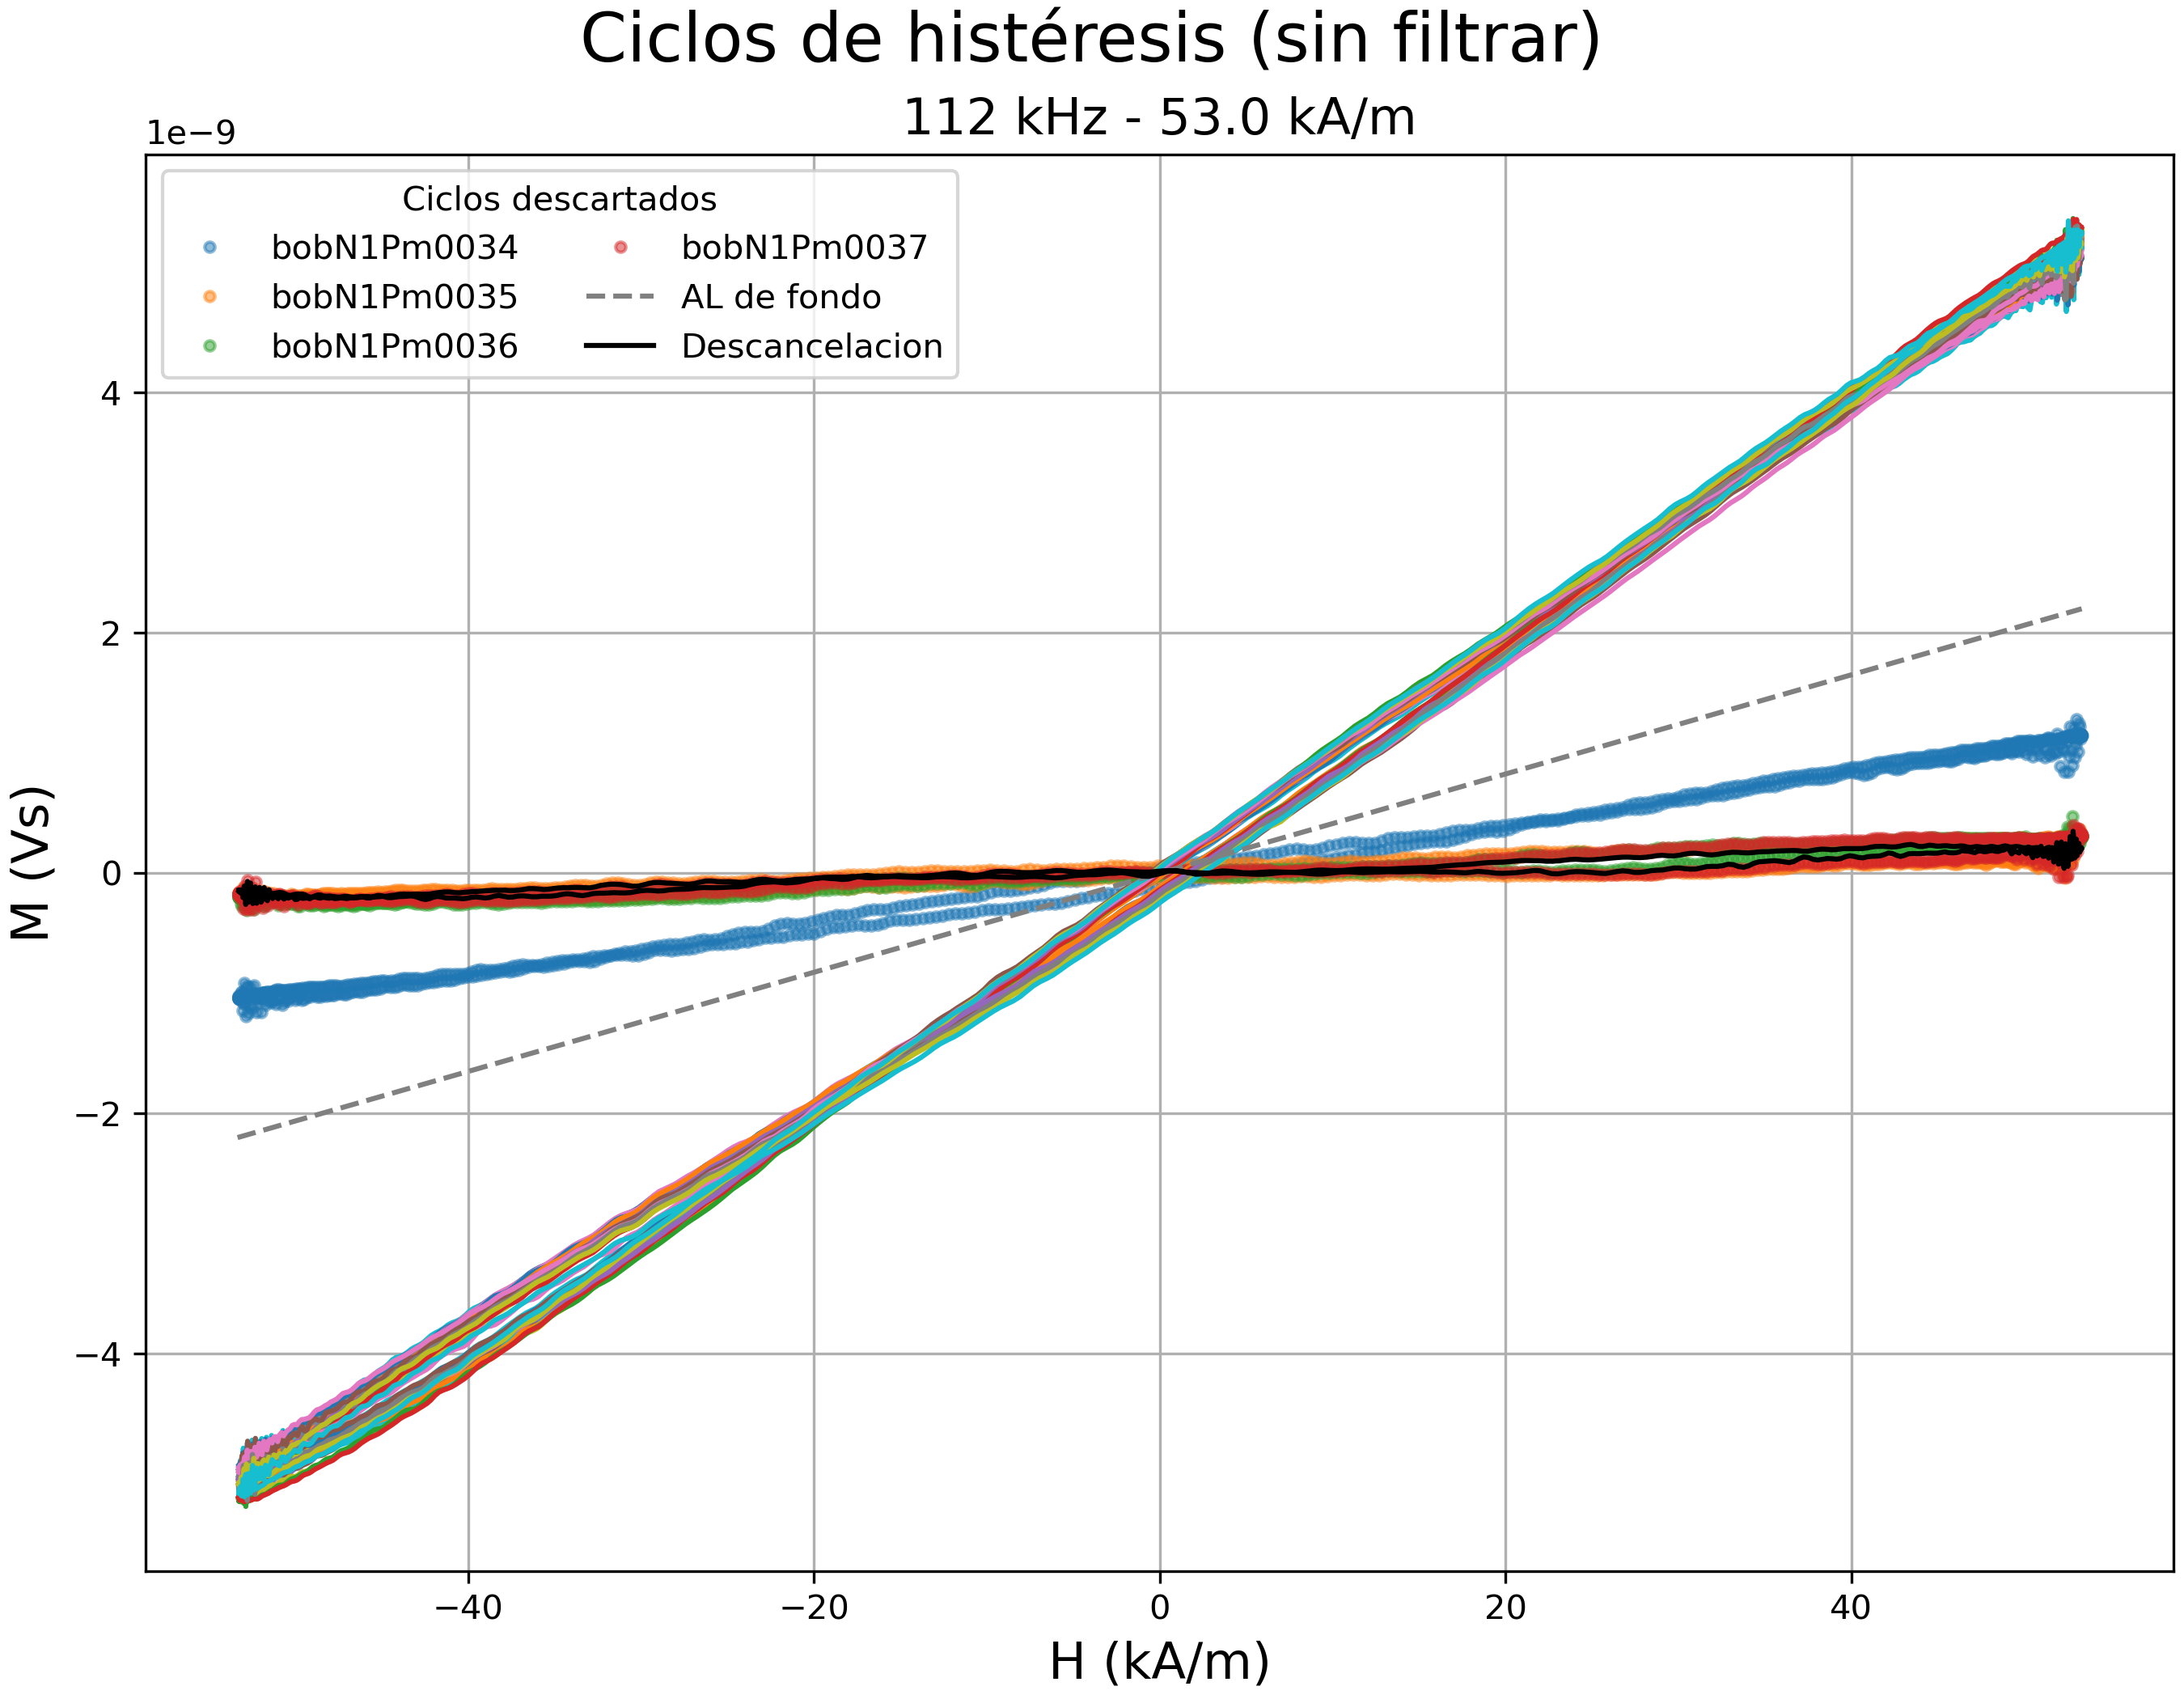 Ciclos de histéresis (sin filtrar)
112 kHz - 53.0 kA/m
1e−9
Ciclos descartados
bobN1Pm0034
bobN1Pm0035
bobN1Pm0036
bobN1Pm0037
AL de fondo
Descancelacion
4
2
0
−2
−4
M (Vs)
−40
−20
0
20
40
H (kA/m)